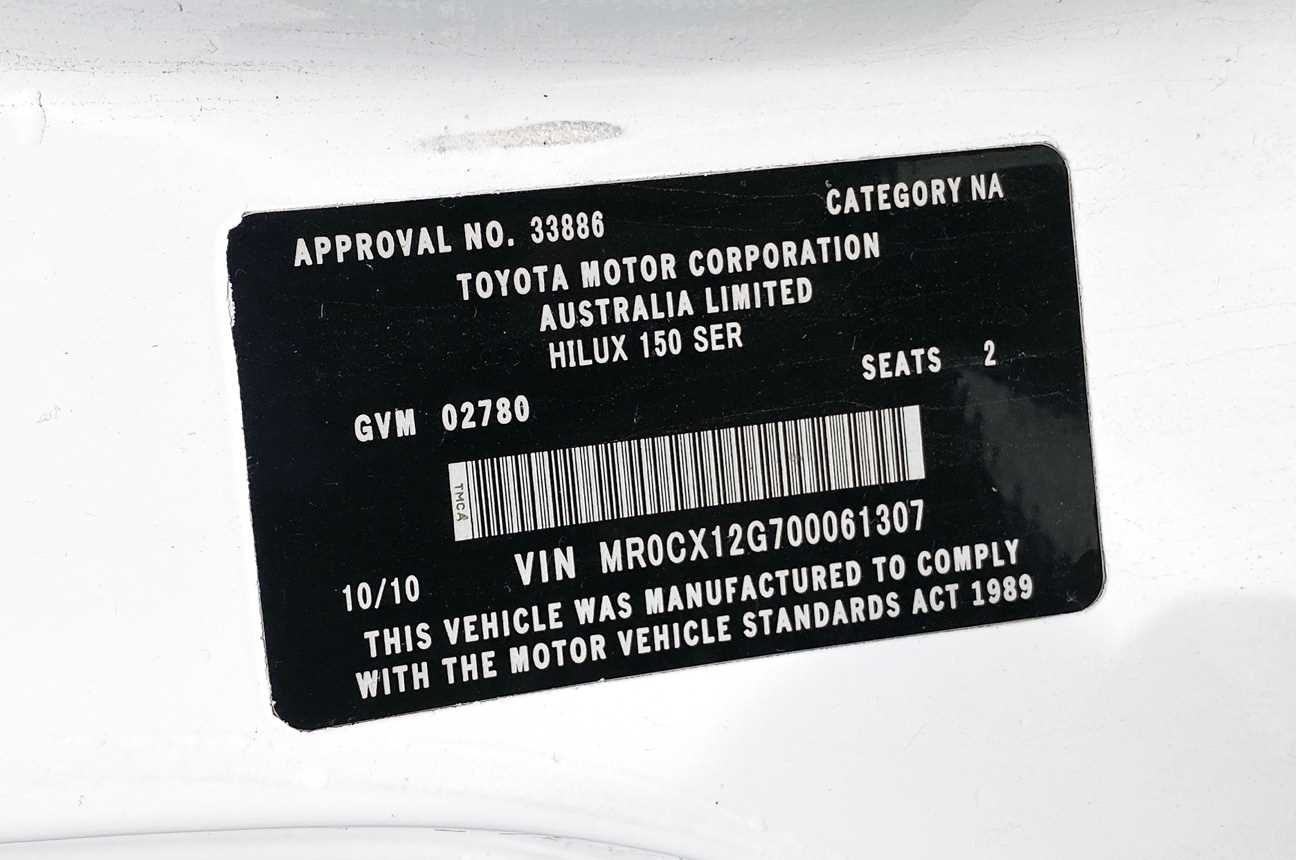 APPROVAL NO. 33886 CATEGORY NA
TOYOTA MOTOR CORPORATION
AUSTRALIA LIMITED
HILUX 150 SER
SEATS 2
GVM 02780
TMCA
VIN MR0CX12G700061307
10/10
THIS VEHICLE WAS MANUFACTURED TO COMPLY
WITH THE MOTOR VEHICLE STANDARDS ACT 1989